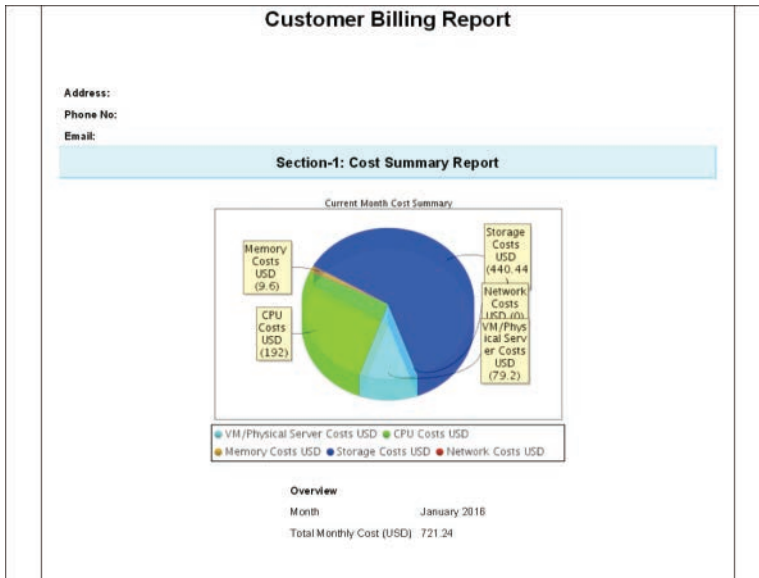 Customer Billing Report
Address:
Phone No:
Email:
Section-1: Cost Summary Report
Current Month Cost Summary
Memory
Costs
USD
(9.6)
CPU
Costs
USD
(192)
Storage
Costs
USD
(440.44
)
Network
Costs
USD (0)
VM/Phys
ical Serv
er Costs
USD
(79.2)
VM/Physical Server Costs USD CPU Costs USD
Memory Costs USD Storage Costs USD Network Costs USD
Overview
Month January 2016
Total Monthly Cost (USD) 721.24